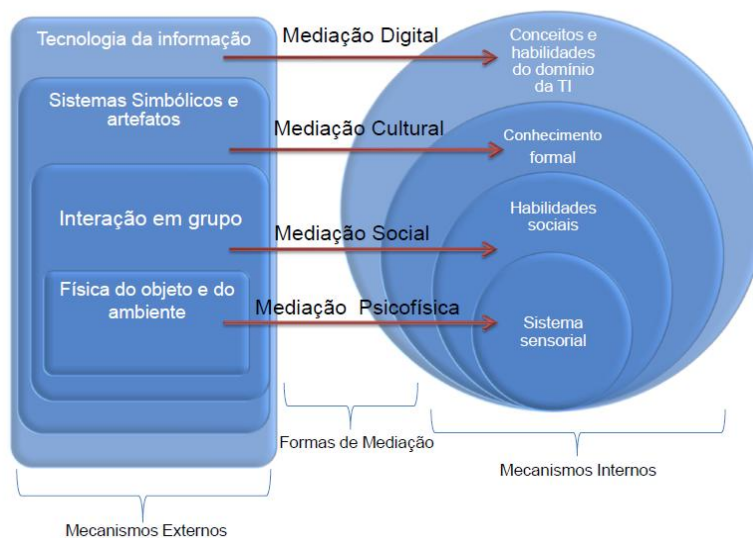 Tecnologia da informação
Mediação Digital
Conceitos e
habilidades
do domínio
da TI
Sistemas Simbólicos e
artefatos
Mediação Cultural
Conhecimento
formal
Interação em grupo
Mediação Social
Habilidades
sociais
Física do objeto e do
ambiente
Mediação Psicofísica
Sistema
sensorial
Formas de Mediação
Mecanismos Internos
Mecanismos Externos